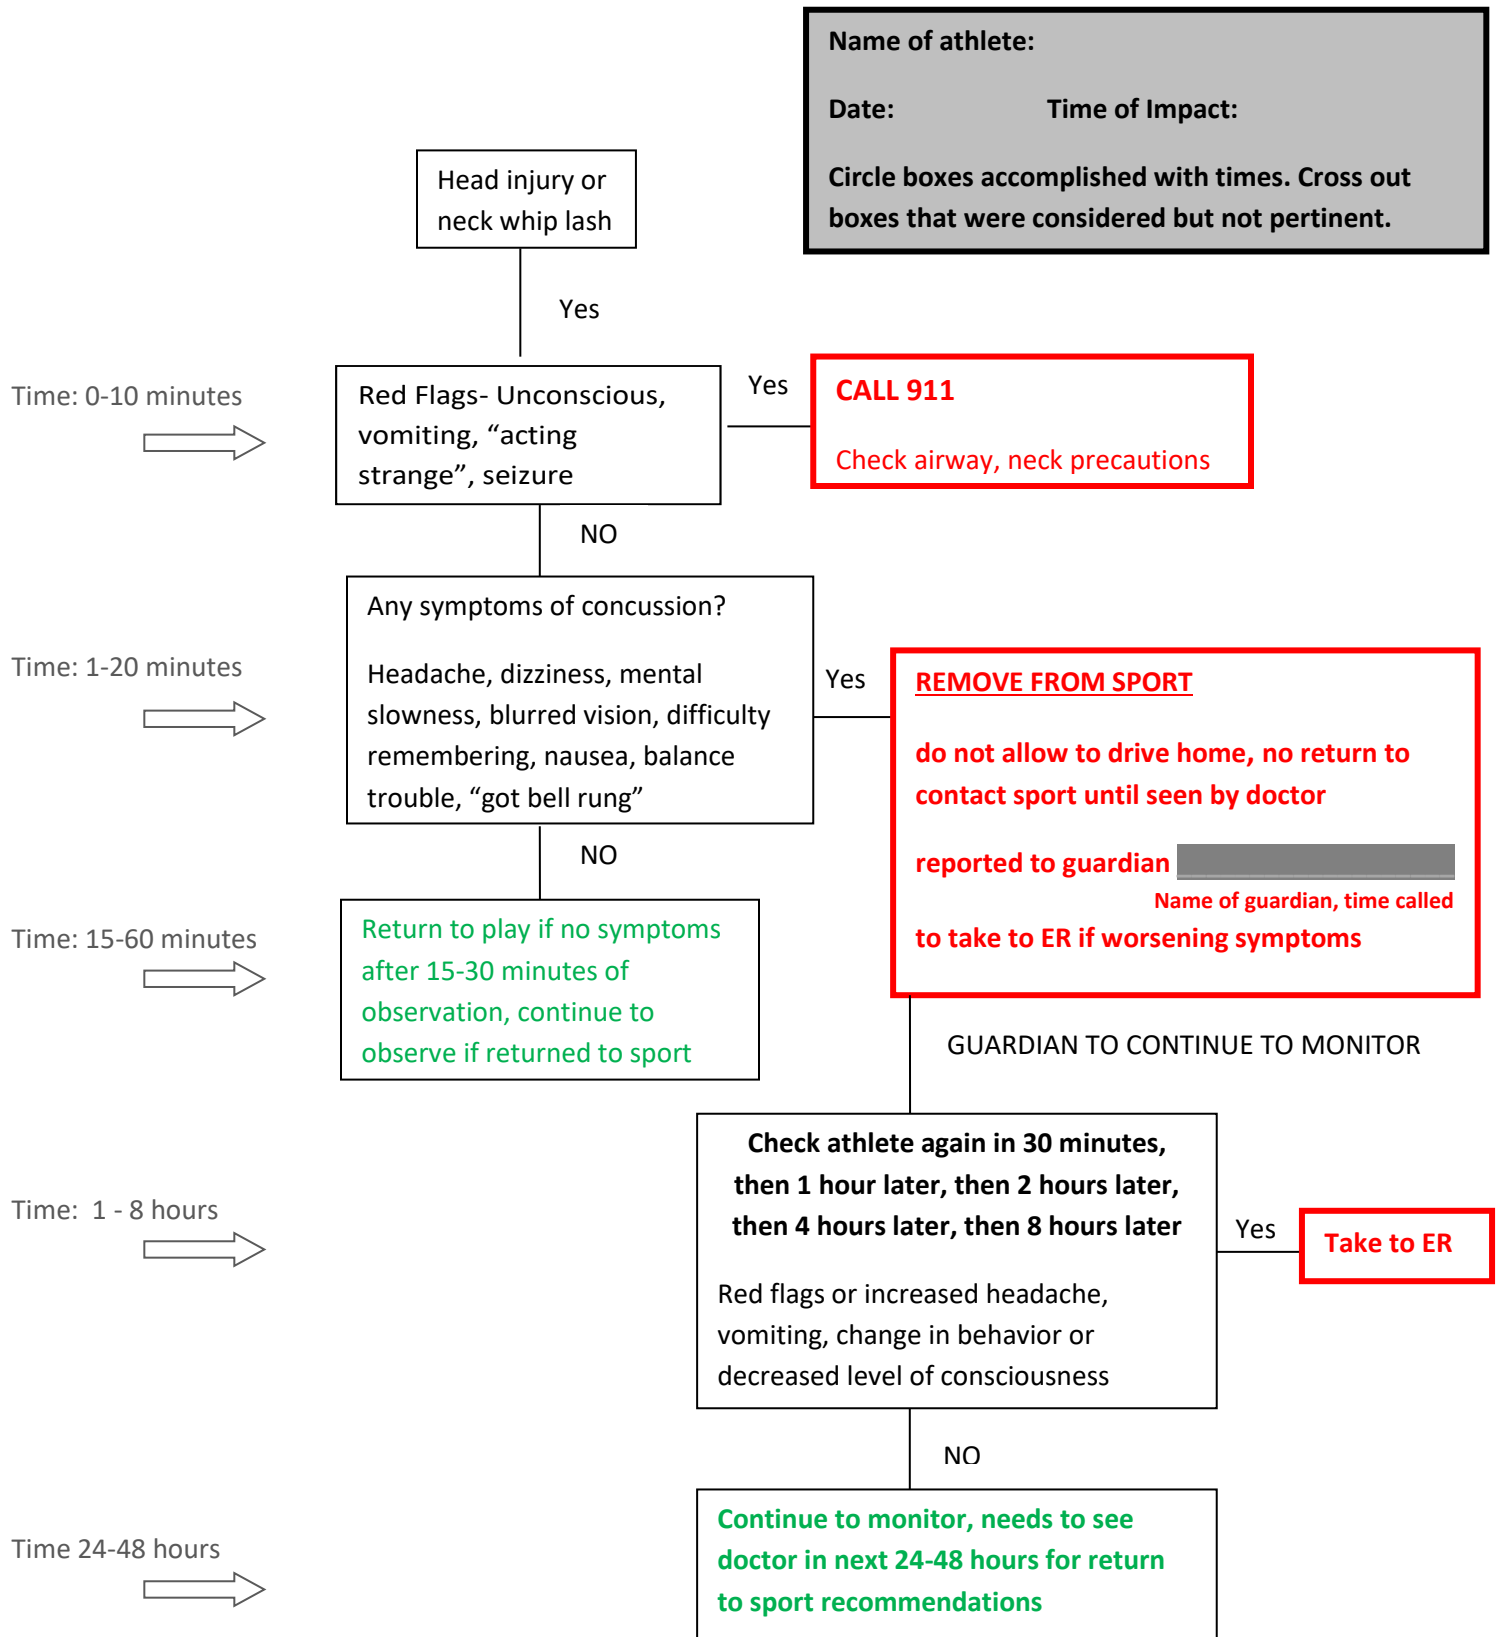 Name of athlete:
Date: Time of Impact:
Circle boxes accomplished with times. Cross out
boxes that were considered but not pertinent.
Head injury or
neck whip lash
Yes
Time: 0-10 minutes
Red Flags- Unconscious,
vomiting, “acting
strange”, seizure
Yes
CALL 911
Check airway, neck precautions
NO
Time: 1-20 minutes
Any symptoms of concussion?
Headache, dizziness, mental
slowness, blurred vision, difficulty
remembering, nausea, balance
trouble, “got bell rung”
Yes
REMOVE FROM SPORT
do not allow to drive home, no return to
contact sport until seen by doctor
reported to guardian
Name of guardian, time called
to take to ER if worsening symptoms
NO
Time: 15-60 minutes
Return to play if no symptoms
after 15-30 minutes of
observation, continue to
observe if returned to sport
GUARDIAN TO CONTINUE TO MONITOR
Time: 1 - 8 hours
Check athlete again in 30 minutes,
then 1 hour later, then 2 hours later,
then 4 hours later, then 8 hours later
Red flags or increased headache,
vomiting, change in behavior or
decreased level of consciousness
Yes
Take to ER
NO
Time 24-48 hours
Continue to monitor, needs to see
doctor in next 24-48 hours for return
to sport recommendations